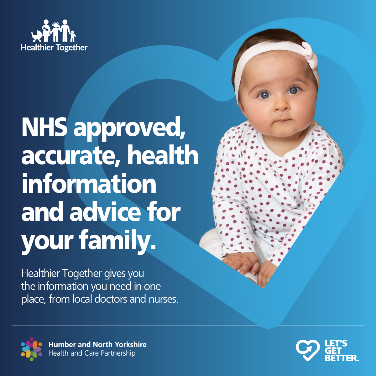 Healthier Together
NHS approved,
accurate, health
information
and advice for
your family.
Healthier Together gives you
the information you need in one
place, from local doctors and nurses.
Humber and North Yorkshire
Health and Care Partnership
LET'S
GET
BETTER.